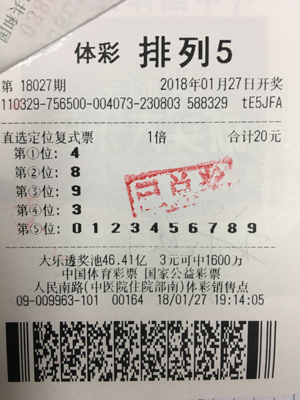 体彩 排列5
第 18027期 2018年01月27日开奖
110329-756500-004073-230803 588329 tE5JFA
直选定位复式票 1倍 合计20元
第①位: 4
第②位: 8
第③位: 9
第④位: 3
第⑤位: 0 1 2 3 4 5 6 7 8 9
已兑奖
大乐透奖池46.41亿 3元可中1600万
中国体育彩票 国家公益彩票
人民南路(中医院住院部南)体彩销售点
09-009963-101 00164 18/01/27 19:14:05